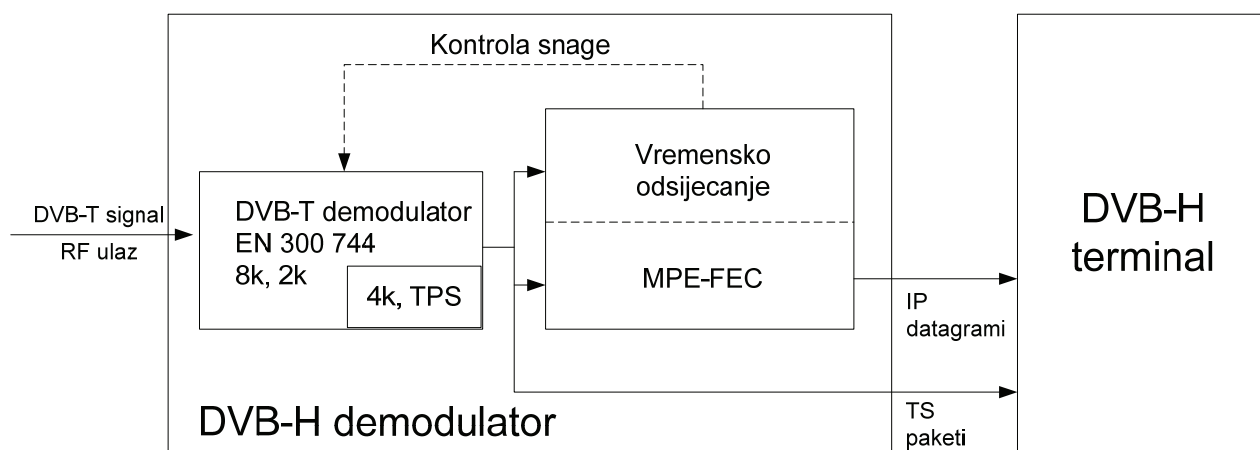 Kontrola snage
DVB-T signal
RF ulaz
DVB-T demodulator
EN 300 744
8k, 2k
4k, TPS
Vremensko
odsijecanje
MPE-FEC
IP
datagrami
TS
paketi
DVB-H demodulator
DVB-H
terminal